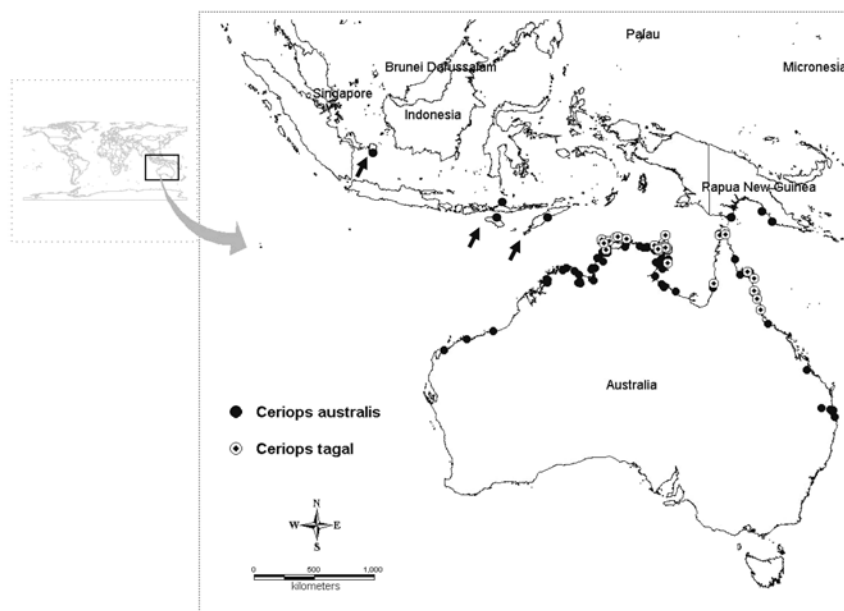 Palau
Brunei Darussalam
Micronesia
Singapore
Indonesia
Papua New Guinea
Australia
Ceriops australis
Ceriops tagal
N
W E
S
0 500 1,000
kilometers